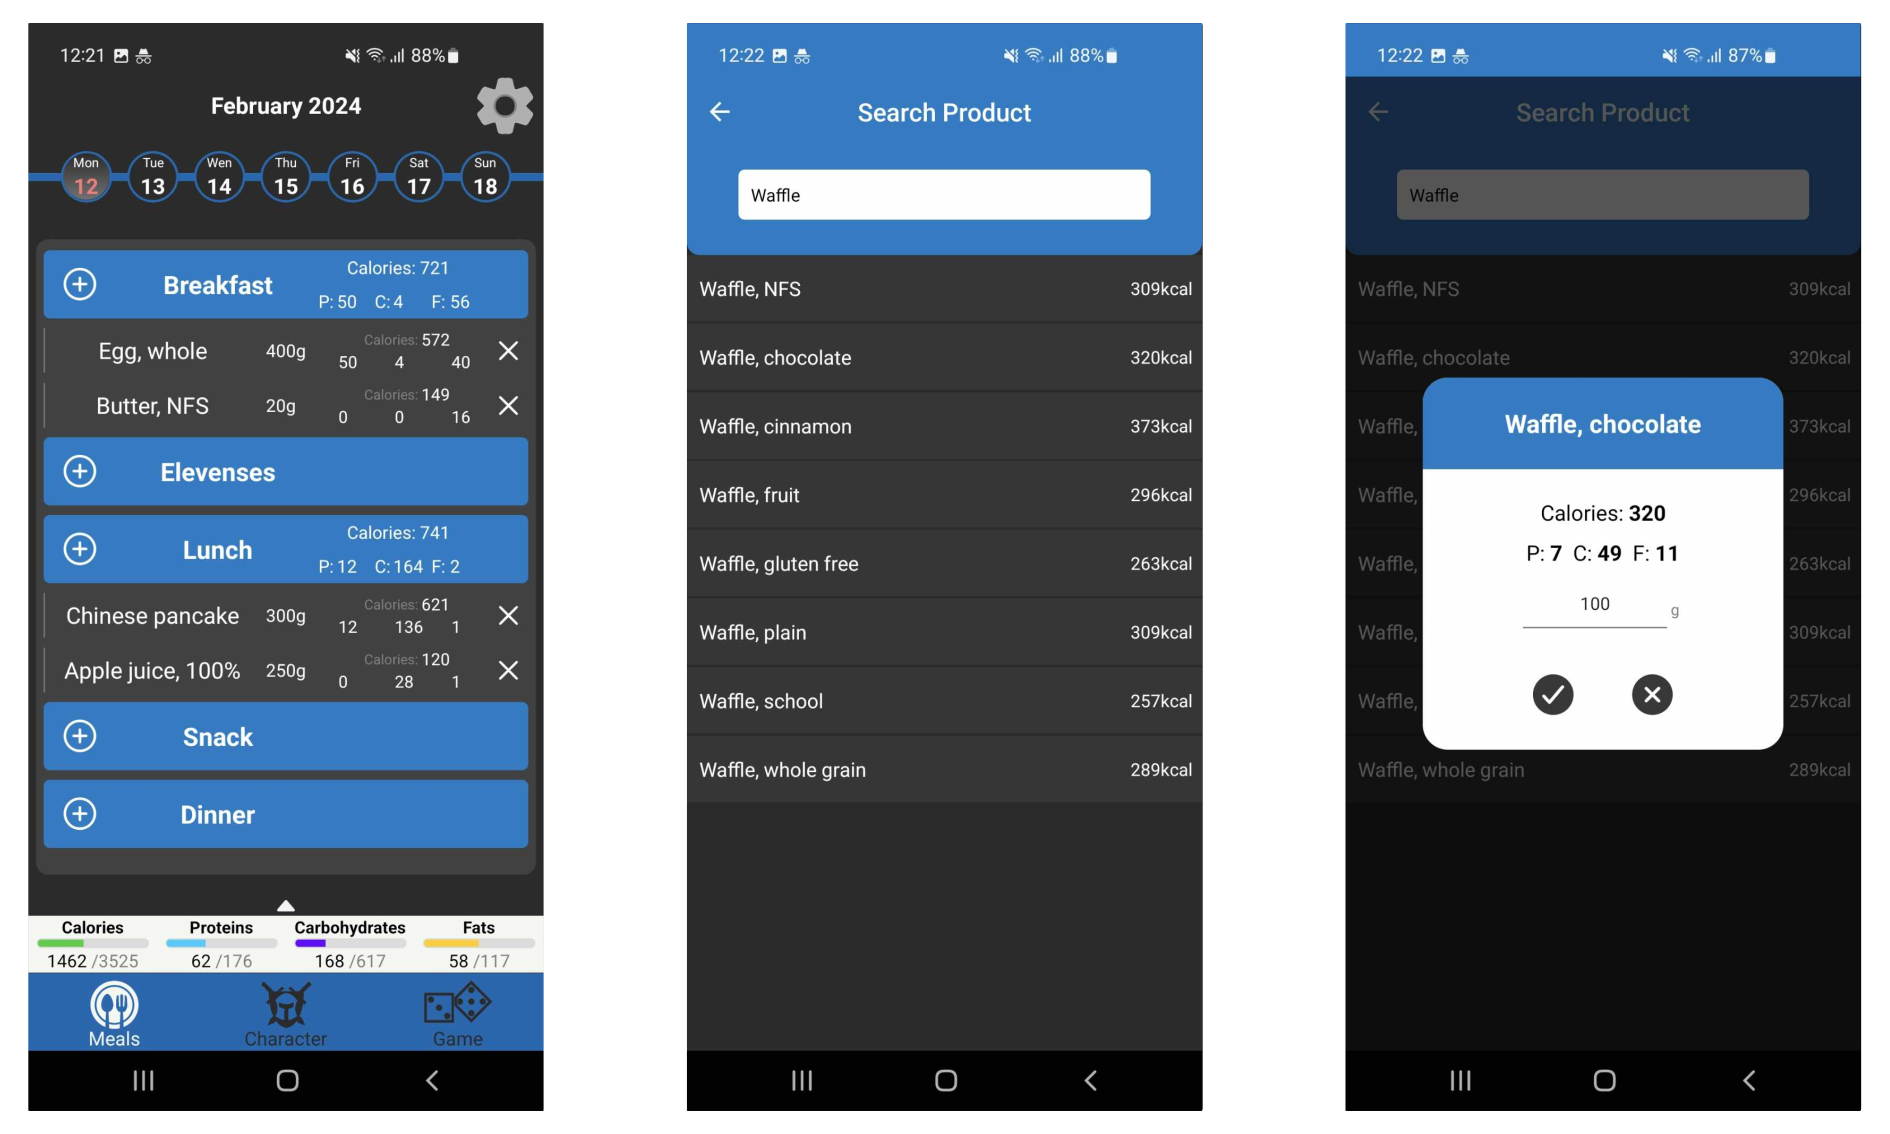 12:21 88%
February 2024
Mon Tue Wen Thu Fri Sat Sun
12 13 14 15 16 17 18
Breakfast Calories: 721
P: 50 C: 4 F: 56
Egg, whole 400g Calories: 572
50 4 40
Butter, NFS 20g Calories: 149
0 0 16
Elevenses
Lunch Calories: 741
P: 12 C: 164 F: 2
Chinese pancake 300g Calories: 621
12 136 1
Apple juice, 100% 250g Calories: 120
0 28 1
Snack
Dinner
Calories Proteins Carbohydrates Fats
1462 /3525 62 /176 168 /617 58 /117
Meals Character Game
12:22 88%
Search Product
Waffle
Waffle, NFS 309kcal
Waffle, chocolate 320kcal
Waffle, cinnamon 373kcal
Waffle, fruit 296kcal
Waffle, gluten free 263kcal
Waffle, plain 309kcal
Waffle, school 257kcal
Waffle, whole grain 289kcal
12:22 87%
Search Product
Waffle
Waffle, NFS 309kcal
Waffle, chocolate 320kcal
Waffle, 373kcal
Waffle, 296kcal
Waffle, 263kcal
Waffle, 309kcal
Waffle, 257kcal
Waffle, whole grain 289kcal
Waffle, chocolate
Calories: 320
P: 7 C: 49 F: 11
100 g